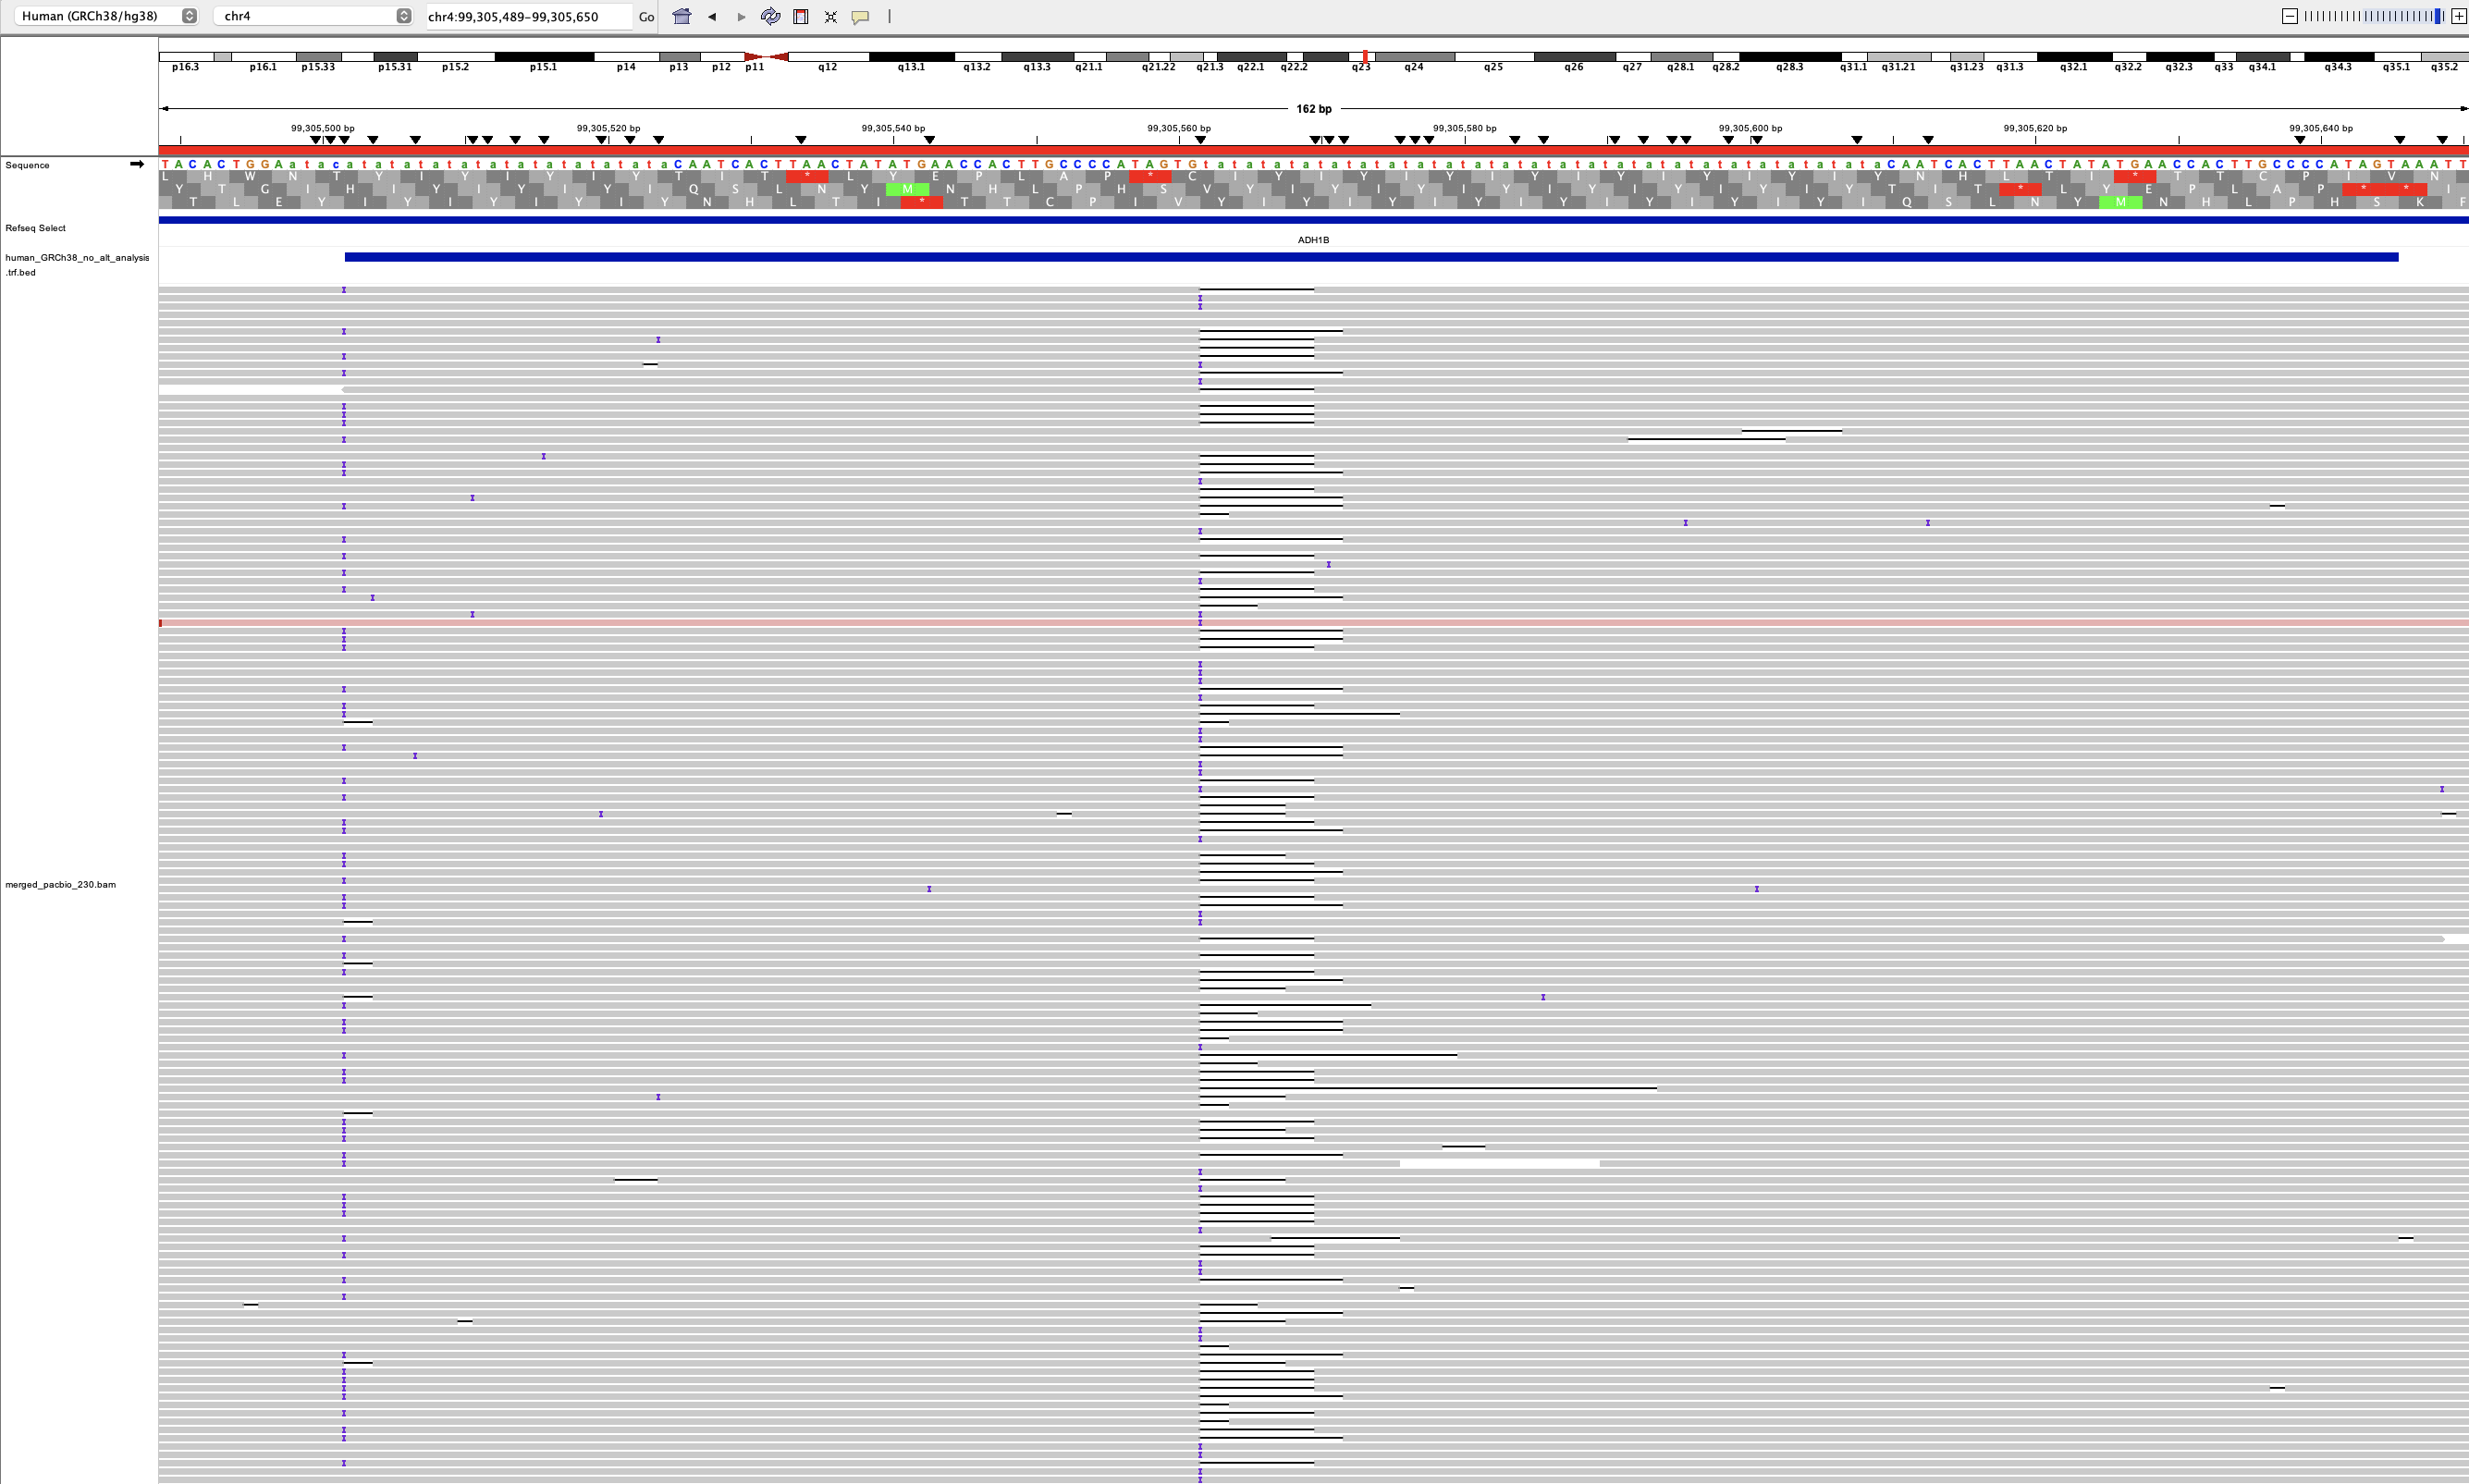 Human (GRCh38/hg38) chr4 chr4:99,305,489-99,305,650 Go
p16.3 p16.1 p15.33 p15.31 p15.2 p15.1 p14 p13 p12 p11 q12 q13.1 q13.2 q13.3 q21.1 q21.22 q21.3 q22.1 q22.2 q23 q24 q25 q26 q27 q28.1 q28.2 q28.3 q31.1 q31.21 q31.23 q31.3 q32.1 q32.2 q32.3 q33 q34.1 q34.3 q35.1 q35.2
162 bp
99,305,500 bp 99,305,520 bp 99,305,540 bp 99,305,560 bp 99,305,580 bp 99,305,600 bp 99,305,620 bp 99,305,640 bp
Sequence T A C A C T G G A a t a c a t a t a t a t a t a t a t a t a t a t a t a C A A T C A C T T A A C T A T A T G A A C C A C T T G C C C C A T A G T G t a t a t a t a t a t a t a t a t a t a t a t a t a t a t a t a t a t a t a t a t a t a C A A T C A C T T A A C T A T A T G A A C C A C T T G C C C C A T A G T A A A T T
L H W N T Y I Y I Y I Y T I T * L Y E P L A P * C I Y I Y I Y I Y I Y I Y I Y I Y N H L T I * T T C P I V N
Y T G I H I Y I Y I Y I Q S L N Y M N H L P H S V Y I Y I Y I Y I Y I Y I Y I Y T I T * L Y E P L A P * * I
T L E Y I Y I Y I Y I Y N H L T I * T T C P I V Y I Y I Y I Y I Y I Y I Y I Y I Q S L N Y M N H L P H S K F
Refseq Select
ADH1B
human_GRCh38_no_alt_analysis
.trf.bed
merged_pacbio_230.bam